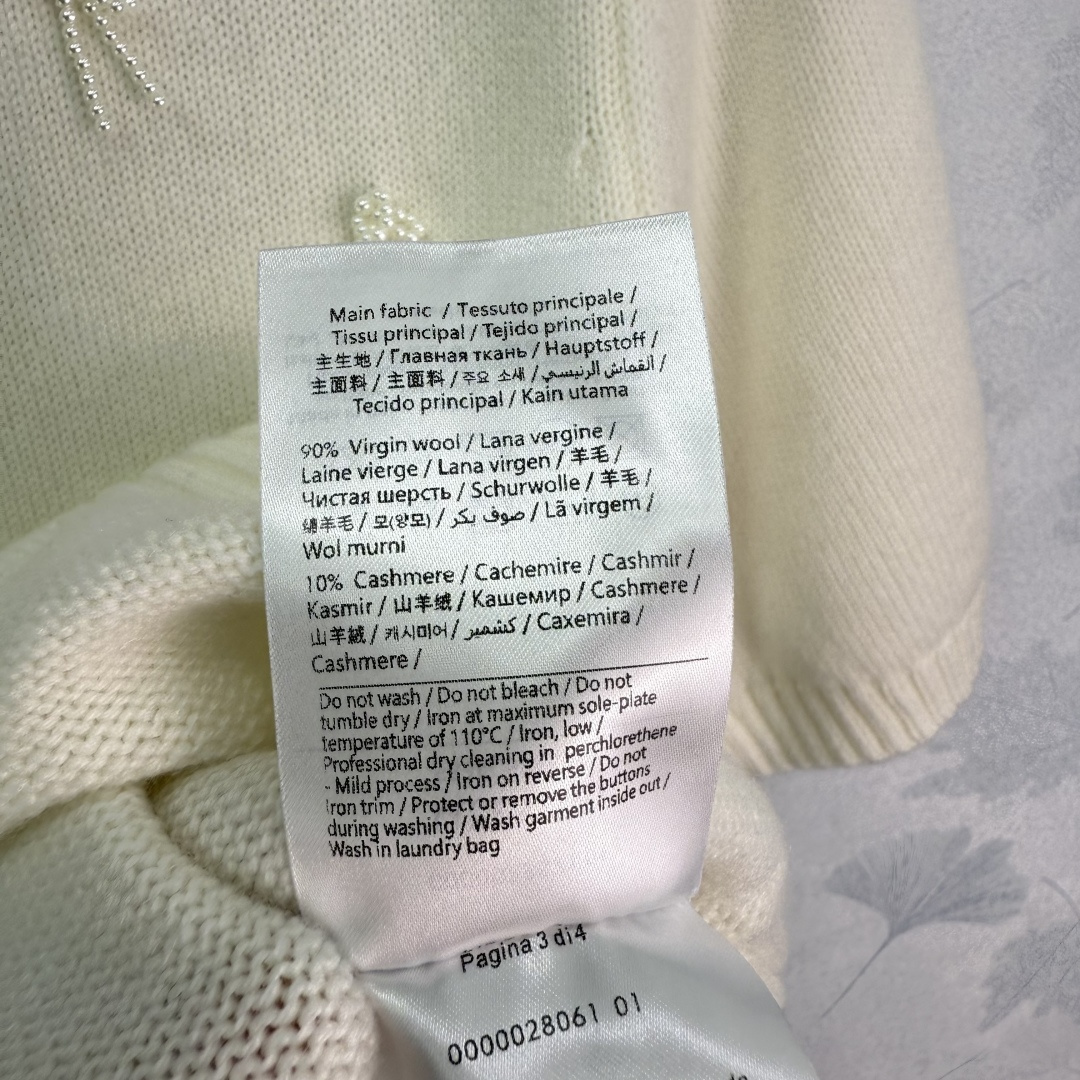 Main fabric / Tessuto principale /
Tissu principal / Tejido principal /
主生地 / Главная ткань / Hauptstoff /
主面料 / 主面料 / 주요 소새 / القماش الرئيسي /
Tecido principal / Kain utama
90% Virgin wool / Lana vergine /
Laine vierge / Lana virgen / 羊毛 /
Чистая шерсть / Schurwolle / 羊毛 /
綿羊毛 / 모(양모) / صوف بكر / Lã virgem /
Wol murni
10% Cashmere / Cachemire / Cashmir /
Kasmir / 山羊绒 / Кашемир / Cashmere /
山羊絨 / 캐시미어 / كشمير / Caxemira /
Cashmere /
Do not wash / Do not bleach / Do not
tumble dry / Iron at maximum sole-plate
temperature of 110°C / Iron, low /
Professional dry cleaning in perchlorethene
- Mild process / Iron on reverse / Do not
iron trim / Protect or remove the buttons
during washing / Wash garment inside out /
Wash in laundry bag
Pagina 3 di 4
0000028061 01